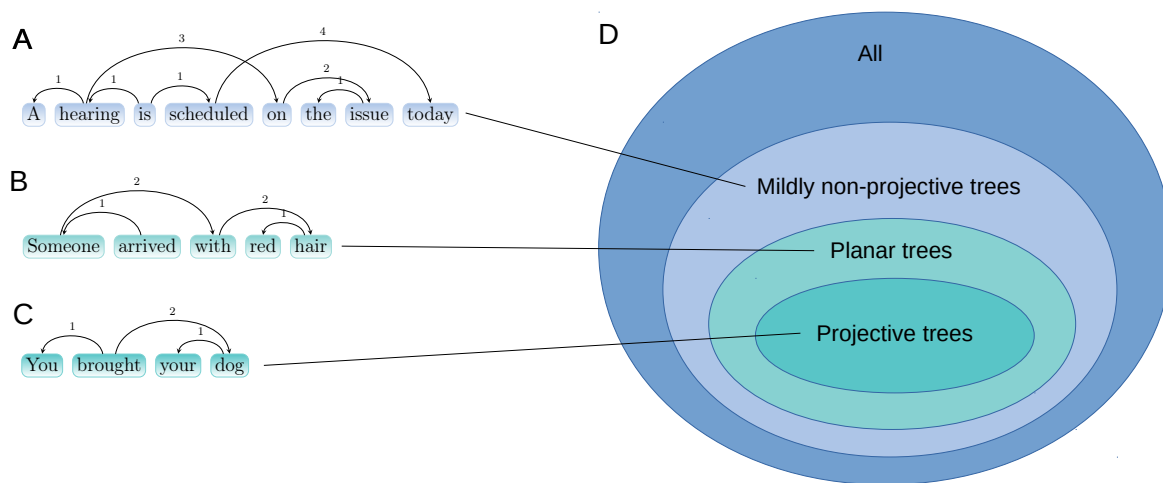 A
1 1 3 1 4 2 1
A hearing is scheduled on the issue today
B
2 1 2 1
Someone arrived with red hair
C
1 2 1
You brought your dog
D
All
Mildly non-projective trees
Planar trees
Projective trees